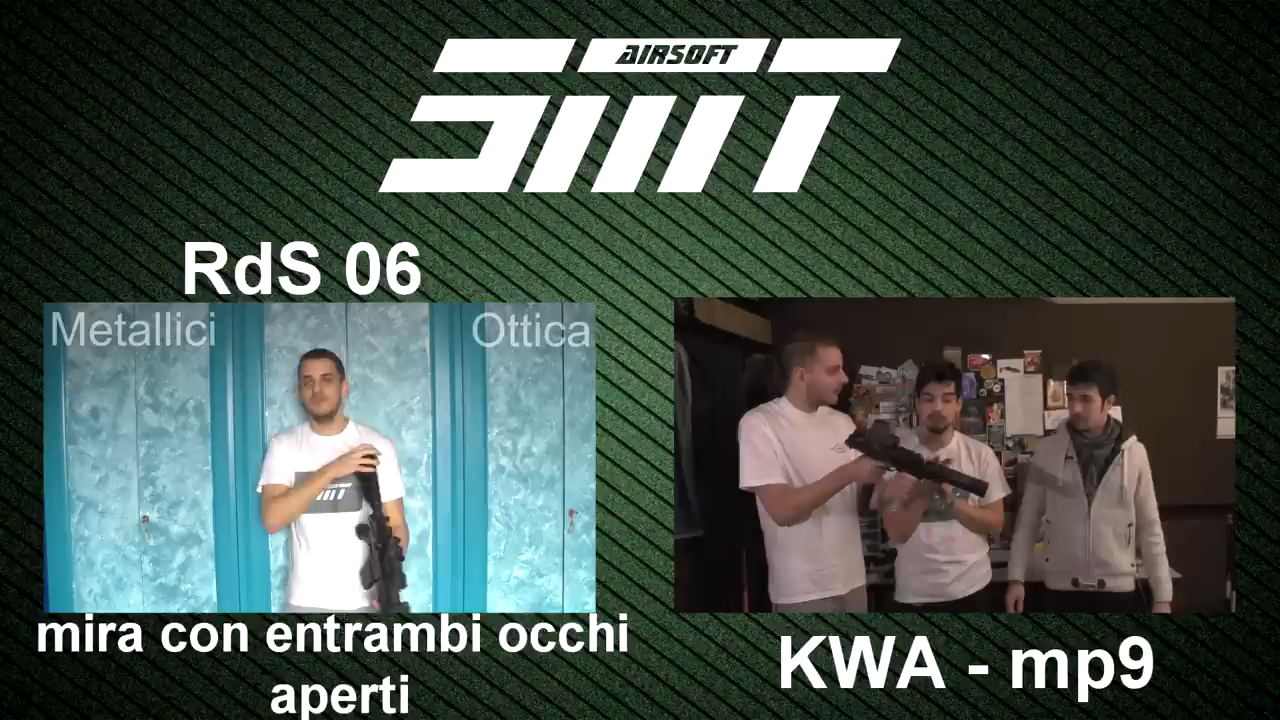 AIRSOFT
SMT
RdS 06
Metallici
Ottica
mira con entrambi occhi
aperti
KWA - mp9